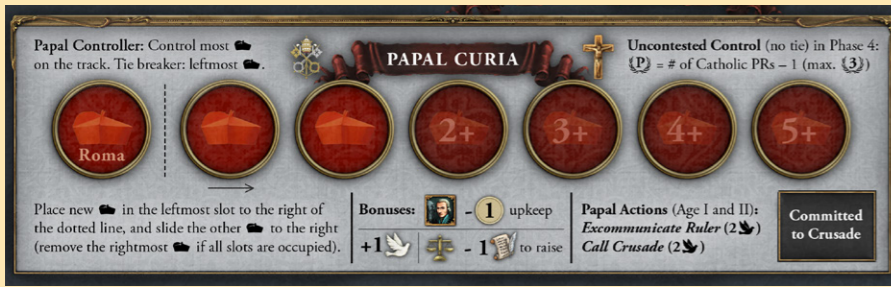 Papal Controller: Control most
on the track. Tie breaker: leftmost .
PAPAL CURIA
Uncontested Control (no tie) in Phase 4:
(P) = # of Catholic PRs – 1 (max. (3))
Roma
2+
3+
4+
5+
Place new in the leftmost slot to the right of
the dotted line, and slide the other to the right
(remove the rightmost if all slots are occupied).
Bonuses: - 1 upkeep
+1 - 1 to raise
Papal Actions (Age I and II):
Excommunicate Ruler (2 )
Call Crusade (2 )
Committed
to Crusade